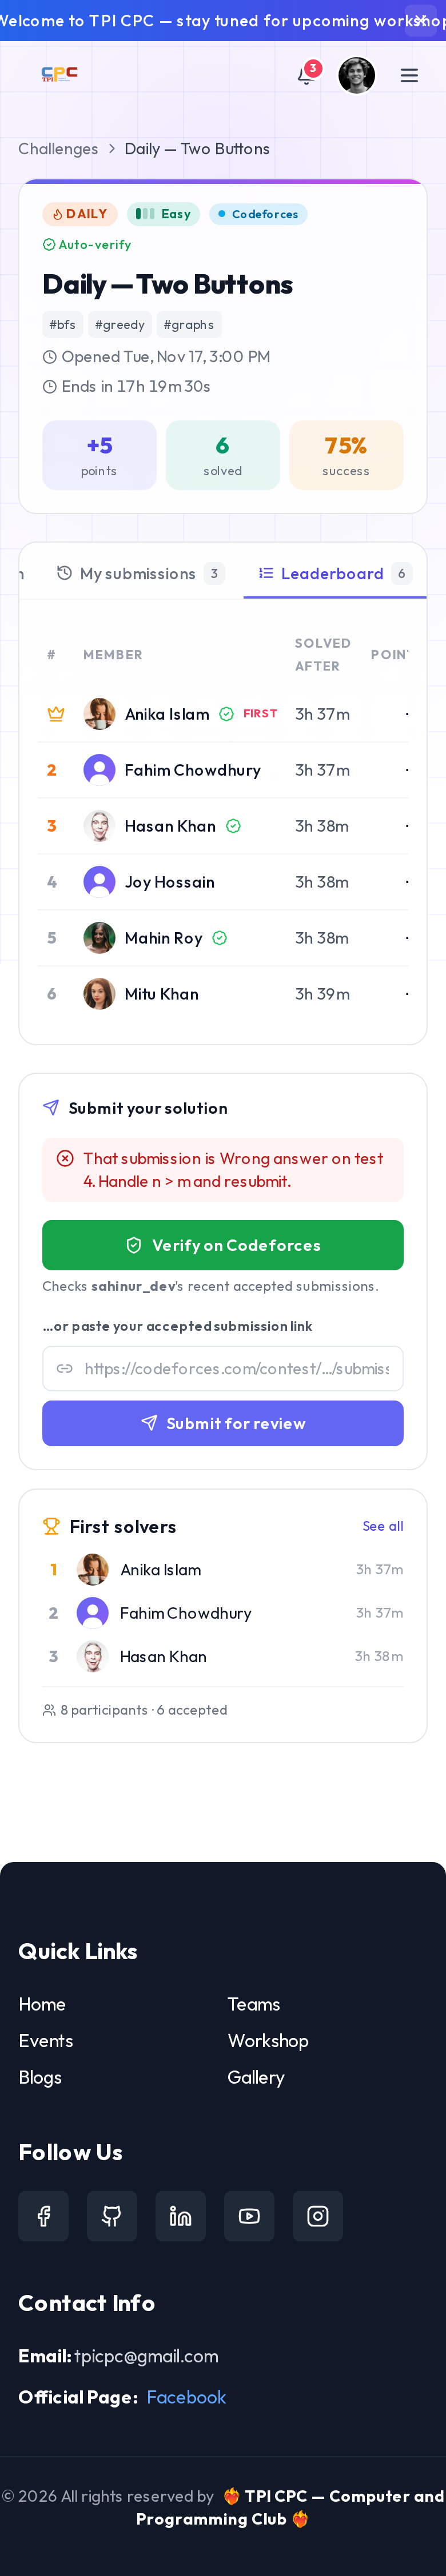 Welcome to TPI CPC — stay tuned for upcoming workshop
CPC
TPI
3
Challenges > Daily — Two Buttons
DAILY Easy Codeforces
Auto-verify
Daily — Two Buttons
#bfs #greedy #graphs
Opened Tue, Nov 17, 3:00 PM
Ends in 17h 19m 30s
+5 6 75%
points solved success
My submissions 3 Leaderboard 6
# MEMBER SOLVED AFTER
Anika Islam FIRST 3h 37m
2 Fahim Chowdhury 3h 37m
3 Hasan Khan 3h 38m
4 Joy Hossain 3h 38m
5 Mahin Roy 3h 38m
6 Mitu Khan 3h 39m
Submit your solution
That submission is Wrong answer on test
4. Handle n > m and resubmit.
Verify on Codeforces
Checks sahinur_dev's recent accepted submissions.
…or paste your accepted submission link
https://codeforces.com/contest/…/submiss
Submit for review
First solvers See all
1 Anika Islam 3h 37m
2 Fahim Chowdhury 3h 37m
3 Hasan Khan 3h 38m
8 participants · 6 accepted
Quick Links
Home Teams
Events Workshop
Blogs Gallery
Follow Us
Contact Info
Email: tpicpc@gmail.com
Official Page: Facebook
© 2026 All rights reserved by ❤️‍🔥 TPI CPC — Computer and
Programming Club ❤️‍🔥